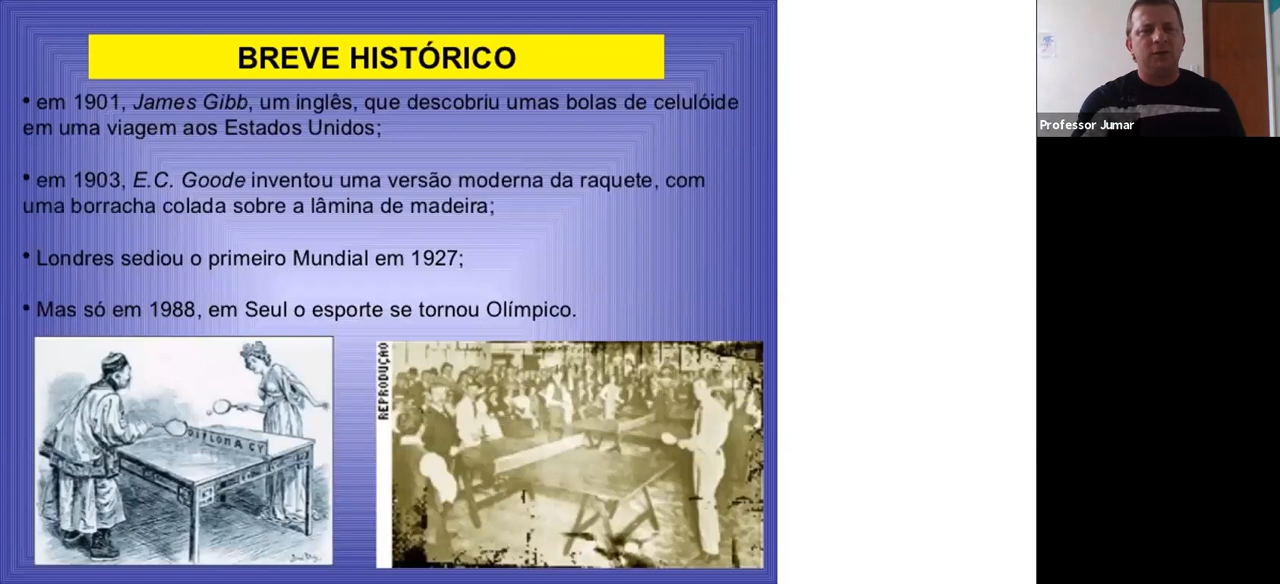 BREVE HISTÓRICO
• em 1901, James Gibb, um inglês, que descobriu umas bolas de celulóide
em uma viagem aos Estados Unidos;
• em 1903, E.C. Goode inventou uma versão moderna da raquete, com
uma borracha colada sobre a lâmina de madeira;
• Londres sediou o primeiro Mundial em 1927;
• Mas só em 1988, em Seul o esporte se tornou Olímpico.
DIPLOMACY
REPRODUÇÃO
Professor Jumar